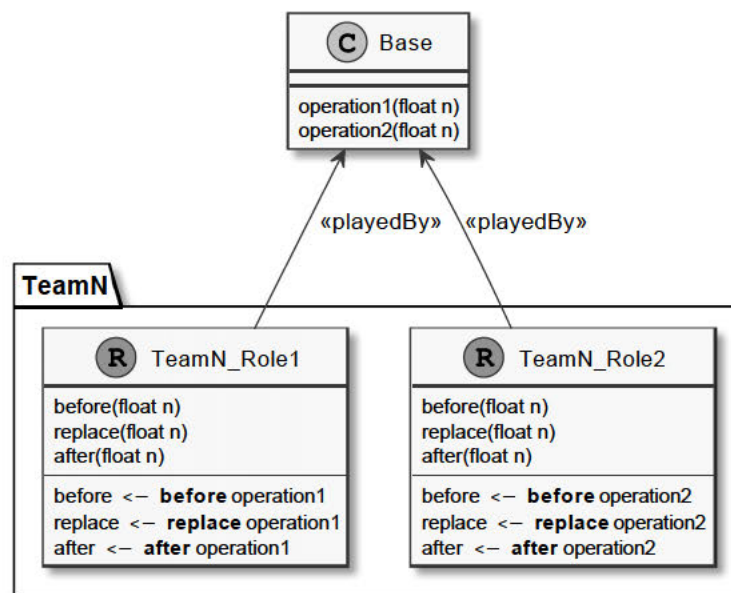 C Base
operation1(float n)
operation2(float n)
«playedBy» «playedBy»
TeamN
R TeamN_Role1
before(float n)
replace(float n)
after(float n)
before <– before operation1
replace <– replace operation1
after <– after operation1
R TeamN_Role2
before(float n)
replace(float n)
after(float n)
before <– before operation2
replace <– replace operation2
after <– after operation2